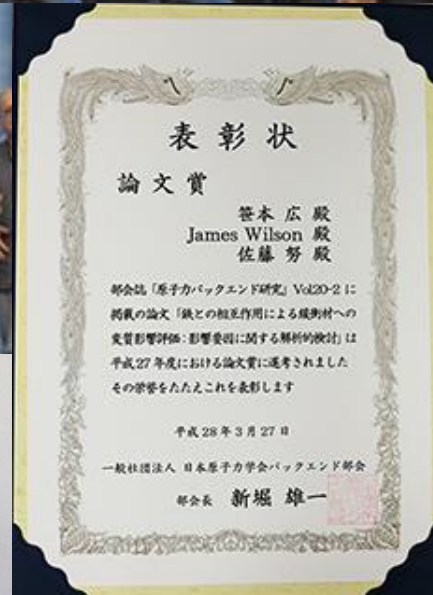 表彰状
論文賞
笹本 広 殿
James Wilson 殿
佐藤 努 殿
部会誌「原子力バックエンド研究」Vol.20-2 に
掲載の論文「鉄との相互作用による緩衝材への
変質影響評価:影響要因に関する解析的検討」は
平成27年度における論文賞に選考されました
その栄誉をたたえこれを表彰します
平成 28 年 3 月 27 日
一般社団法人 日本原子力学会バックエンド部会
部会長 新堀 雄一